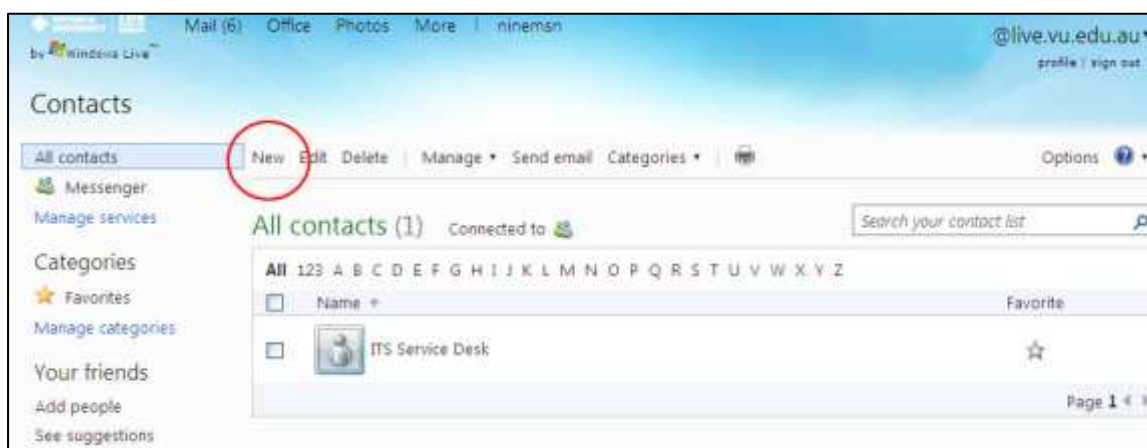 Mail (6) Office Photos More | ninemsn
@live.vu.edu.au
by Windows Live™
profile | sign out
Contacts
All contacts
New Edit Delete | Manage Send email Categories
Options
Messenger
Manage services
All contacts (1) Connected to
Search your contact list
Categories
All 123 A B C D E F G H I J K L M N O P Q R S T U V W X Y Z
Favorites
Name
Favorite
Manage categories
ITS Service Desk
Your friends
Add people
Page 1
See suggestions